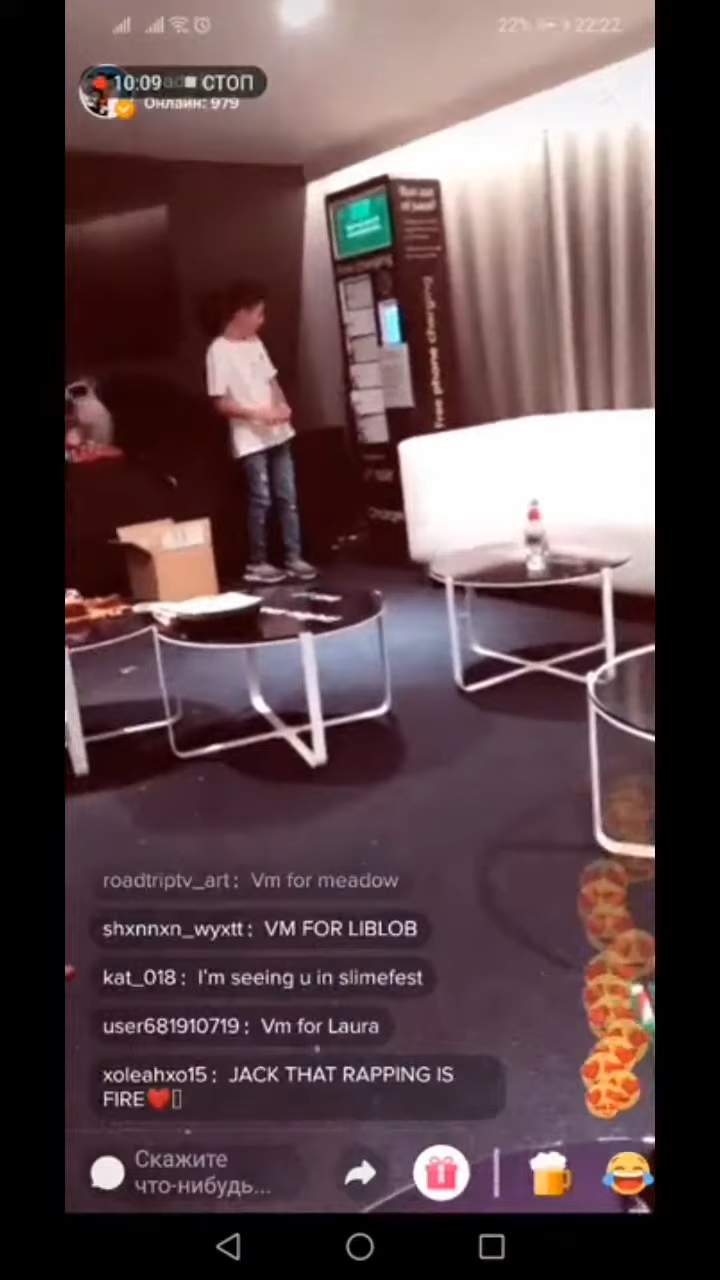 22% 22:22
10:09 СТОП
Онлайн: 979
free phone charging
roadtriptv_art: Vm for meadow
shxnnxn_wyxtt: VM FOR LIBLOB
kat_018: I'm seeing u in slimefest
user681910719: Vm for Laura
xoleahxo15: JACK THAT RAPPING IS
FIRE❤️
Скажите
что-нибудь...